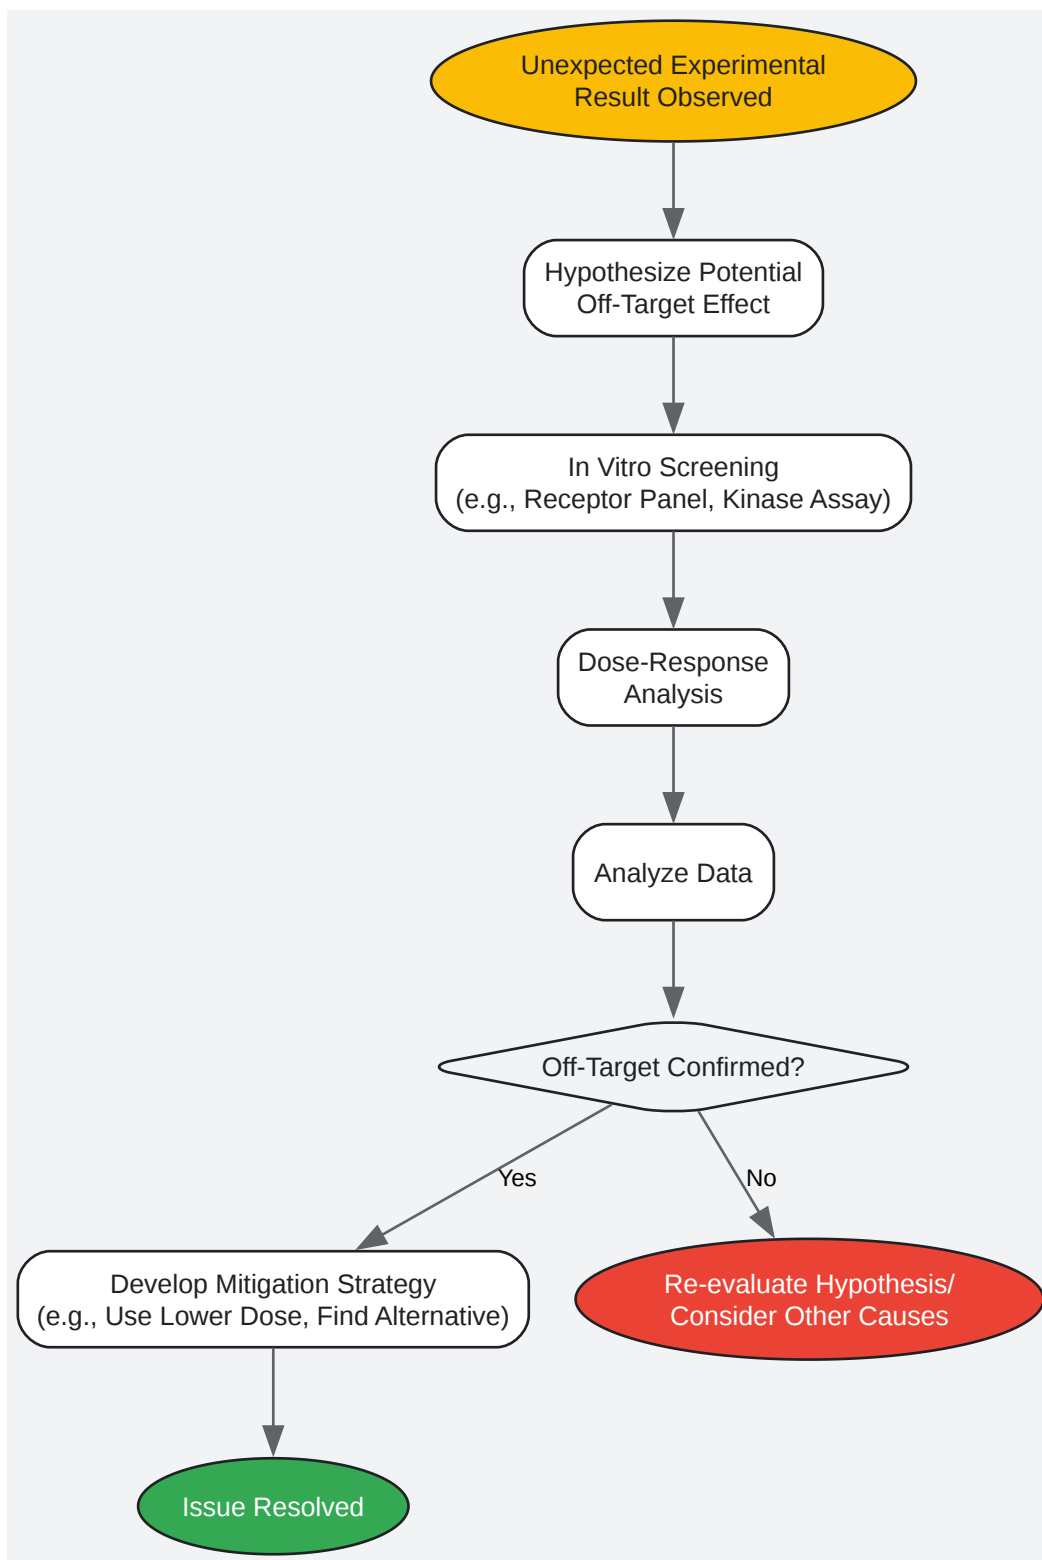 Unexpected Experimental
Result Observed
Hypothesize Potential
Off-Target Effect
In Vitro Screening
(e.g., Receptor Panel, Kinase Assay)
Dose-Response
Analysis
Analyze Data
Off-Target Confirmed?
Yes
No
Develop Mitigation Strategy
(e.g., Use Lower Dose, Find Alternative)
Re-evaluate Hypothesis/
Consider Other Causes
Issue Resolved